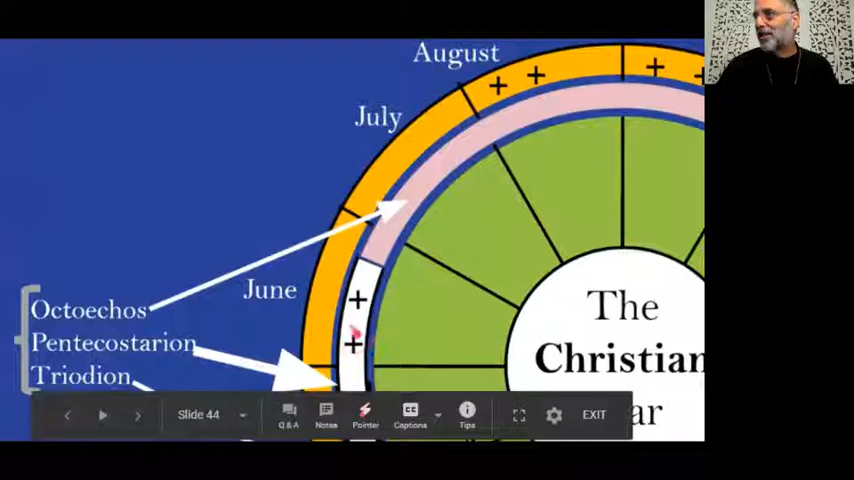 August
July
June
Octoechos
Pentecostarion
Triodion
The
Christian
ar
Slide 44
Q&A
Notes
Pointer
Captions
Tips
EXIT